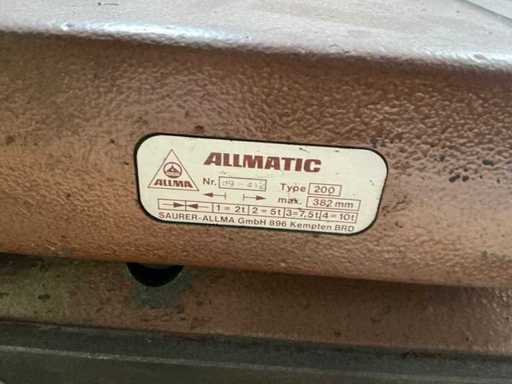 ALLMATIC
ALLMA
Nr. Type 200
max. 382 mm
1 = 2t 2 = 5t 3=7,5t 4=10t
SAURER-ALLMA GmbH 896 Kempten BRD